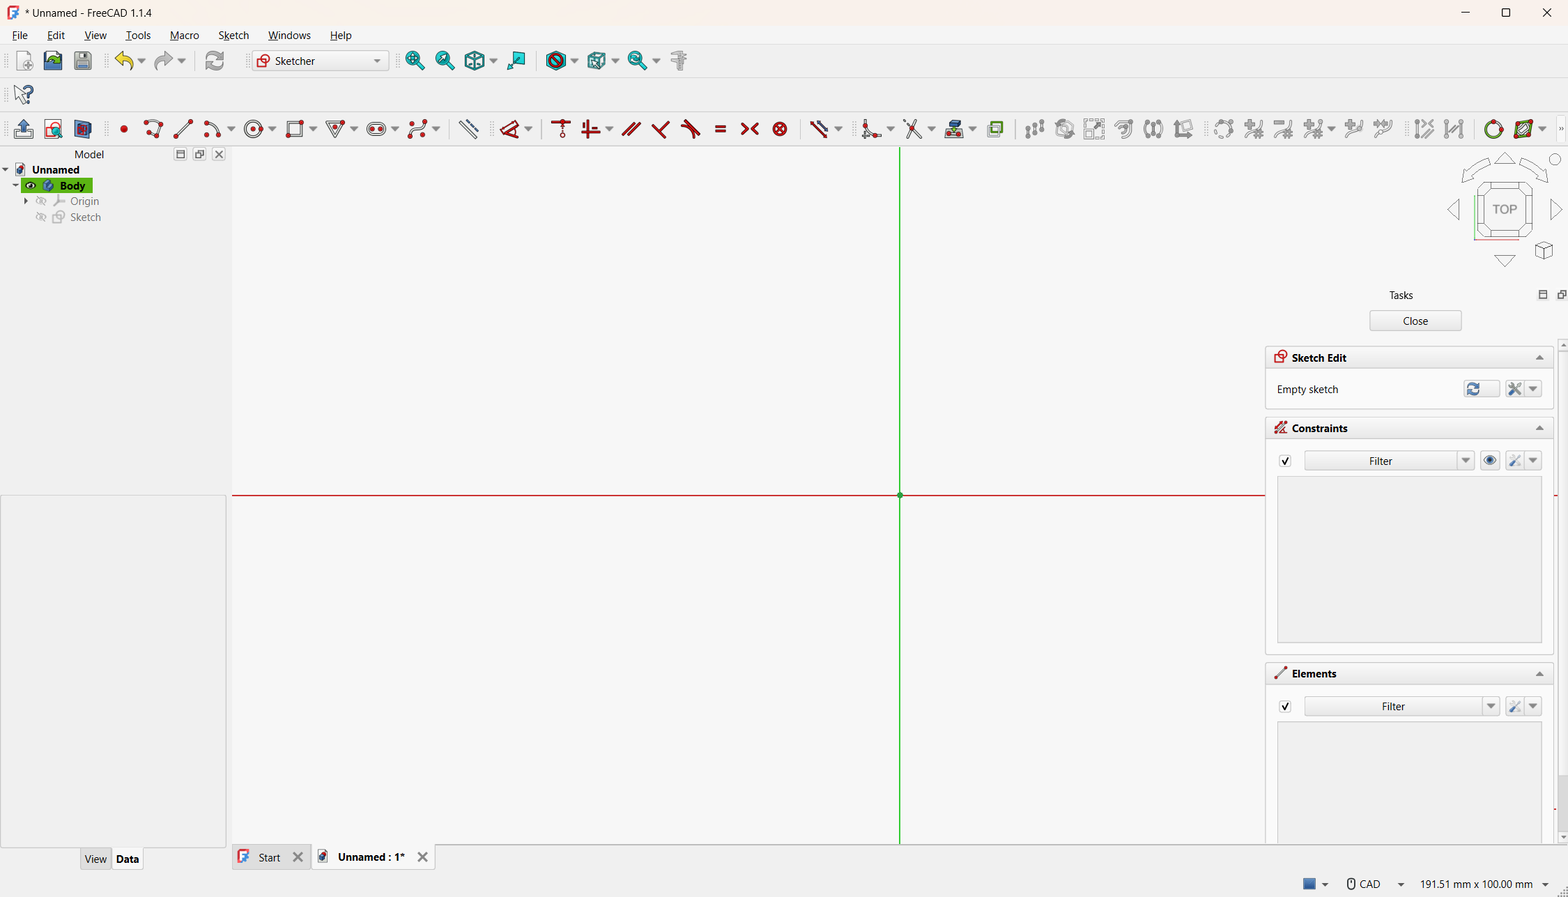 * Unnamed - FreeCAD 1.1.4
File Edit View Tools Macro Sketch Windows Help
Sketcher
Model
Unnamed
Body
Origin
Sketch
TOP
Tasks
Close
Sketch Edit
Empty sketch
Constraints
Filter
Elements
Filter
View Data
Start
Unnamed : 1*
CAD
191.51 mm x 100.00 mm